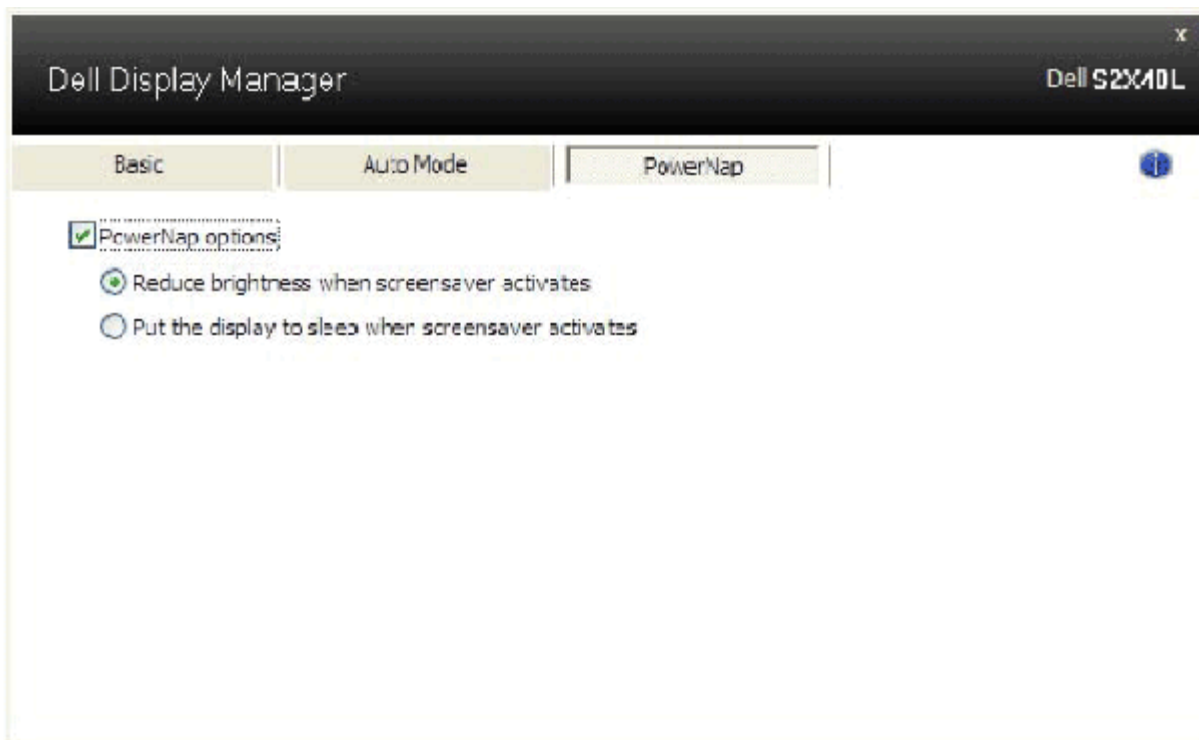 x
Dell Display Manager
Dell S2X40L
Basic
Auto Mode
PowerNap
PowerNap options
Reduce brightness when screensaver activates
Put the display to sleep when screensaver activates